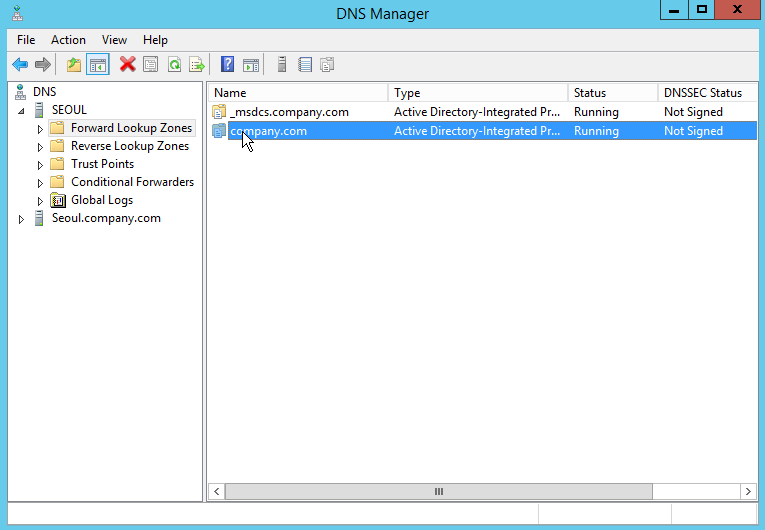 DNS Manager
File Action View Help
DNS
SEOUL
Forward Lookup Zones
Reverse Lookup Zones
Trust Points
Conditional Forwarders
Global Logs
Seoul.company.com
Name Type Status DNSSEC Status
_msdcs.company.com Active Directory-Integrated Pr... Running Not Signed
company.com Active Directory-Integrated Pr... Running Not Signed